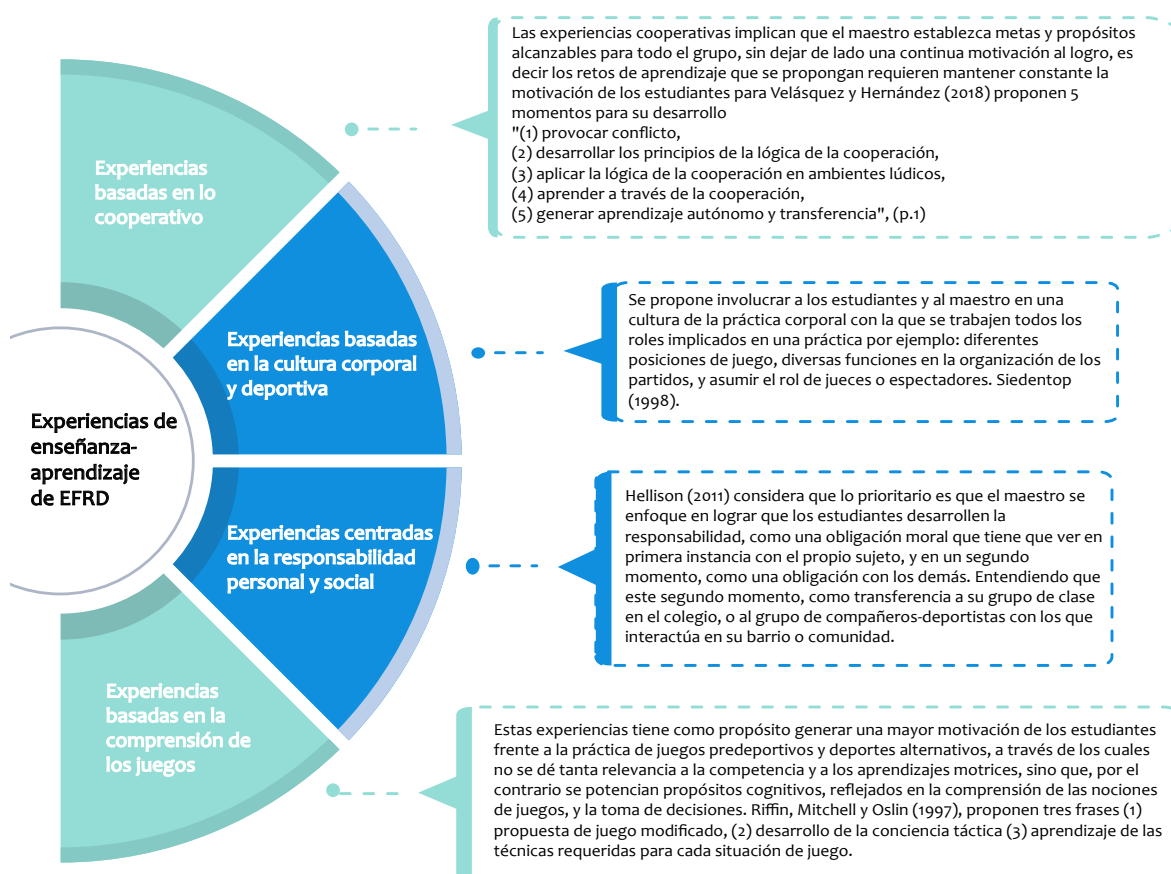 Experiencias de
enseñanza-
aprendizaje
de EFRD
Experiencias
basadas en lo
cooperativo
Las experiencias cooperativas implican que el maestro establezca metas y propósitos
alcanzables para todo el grupo, sin dejar de lado una continua motivación al logro, es
decir los retos de aprendizaje que se propongan requieren mantener constante la
motivación de los estudiantes para Velásquez y Hernández (2018) proponen 5
momentos para su desarrollo
"(1) provocar conflicto,
(2) desarrollar los principios de la lógica de la cooperación,
(3) aplicar la lógica de la cooperación en ambientes lúdicos,
(4) aprender a través de la cooperación,
(5) generar aprendizaje autónomo y transferencia", (p.1)
Experiencias basadas
en la cultura corporal
y deportiva
Se propone involucrar a los estudiantes y al maestro en una
cultura de la práctica corporal con la que se trabajen todos los
roles implicados en una práctica por ejemplo: diferentes
posiciones de juego, diversas funciones en la organización de los
partidos, y asumir el rol de jueces o espectadores. Siedentop
(1998).
Experiencias centradas
en la responsabilidad
personal y social
Hellison (2011) considera que lo prioritario es que el maestro se
enfoque en lograr que los estudiantes desarrollen la
responsabilidad, como una obligación moral que tiene que ver en
primera instancia con el propio sujeto, y en un segundo
momento, como una obligación con los demás. Entendiendo que
este segundo momento, como transferencia a su grupo de clase
en el colegio, o al grupo de compañeros-deportistas con los que
interactúa en su barrio o comunidad.
Experiencias
basadas en la
comprensión de
los juegos
Estas experiencias tiene como propósito generar una mayor motivación de los estudiantes
frente a la práctica de juegos predeportivos y deportes alternativos, a través de los cuales
no se dé tanta relevancia a la competencia y a los aprendizajes motrices, sino que, por el
contrario se potencian propósitos cognitivos, reflejados en la comprensión de las nociones
de juegos, y la toma de decisiones. Riffin, Mitchell y Oslin (1997), proponen tres frases (1)
propuesta de juego modificado, (2) desarrollo de la conciencia táctica (3) aprendizaje de las
técnicas requeridas para cada situación de juego.